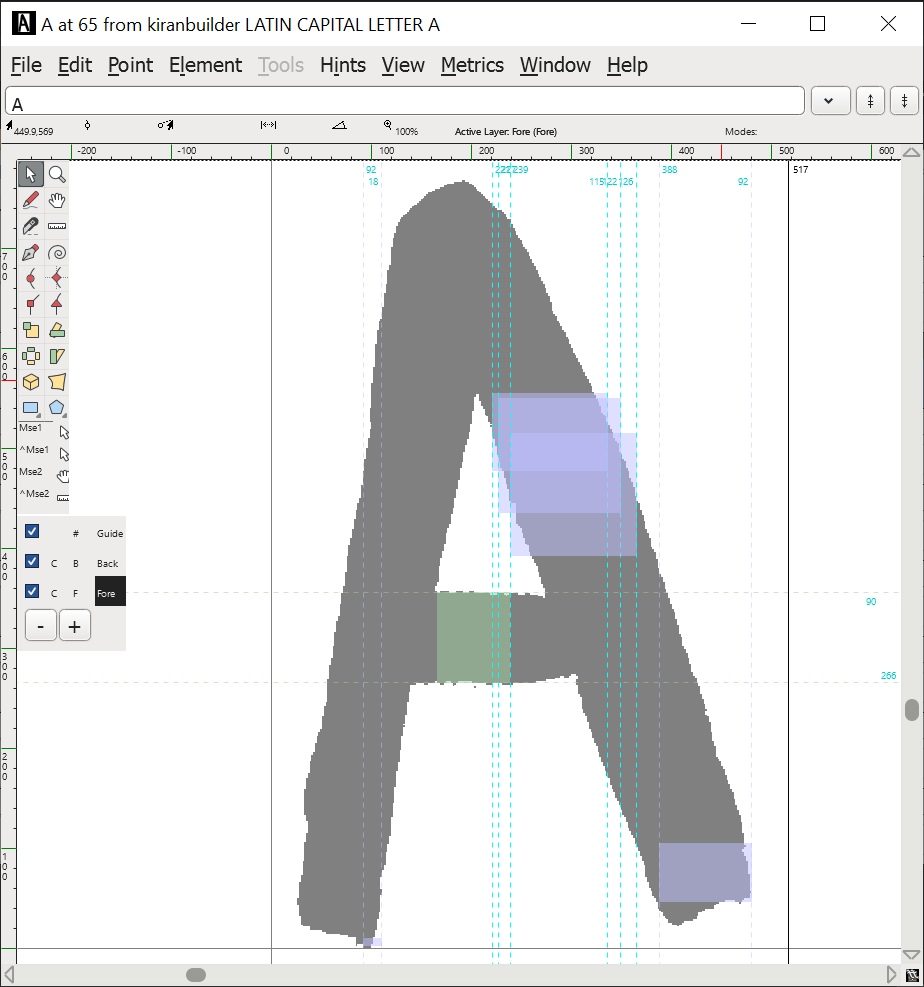 A at 65 from kiranbuilder LATIN CAPITAL LETTER A
File Edit Point Element Tools Hints View Metrics Window Help
A
449.9,569 100% Active Layer: Fore (Fore) Modes:
-200 -100 0 100 200 300 400 500 600
92 239 388 517
18 115 122 126 92
700
600
500
400
300
200
100
Mse1
^Mse1
Mse2
^Mse2
# Guide
C B Back
C F Fore
- +
90
266
A